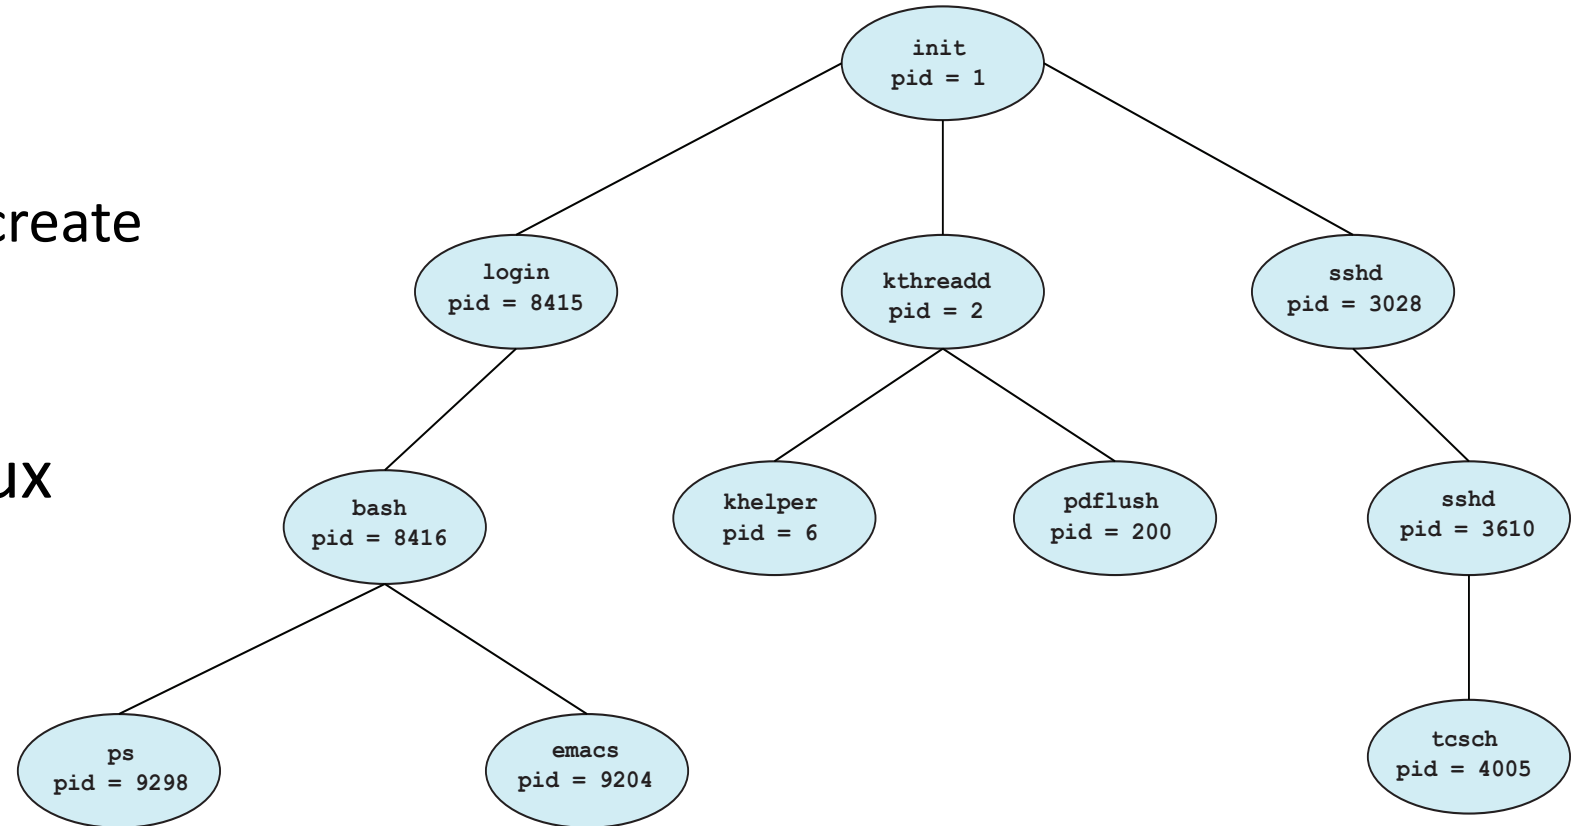 init
pid = 1
create
login
pid = 8415
kthreadd
pid = 2
sshd
pid = 3028
ux
bash
pid = 8416
khelper
pid = 6
pdflush
pid = 200
sshd
pid = 3610
ps
pid = 9298
emacs
pid = 9204
tcsch
pid = 4005